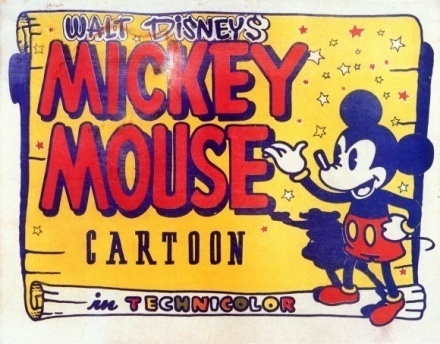 WALT DISNEY'S
MICKEY
MOUSE
CARTOON
in TECHNICOLOR